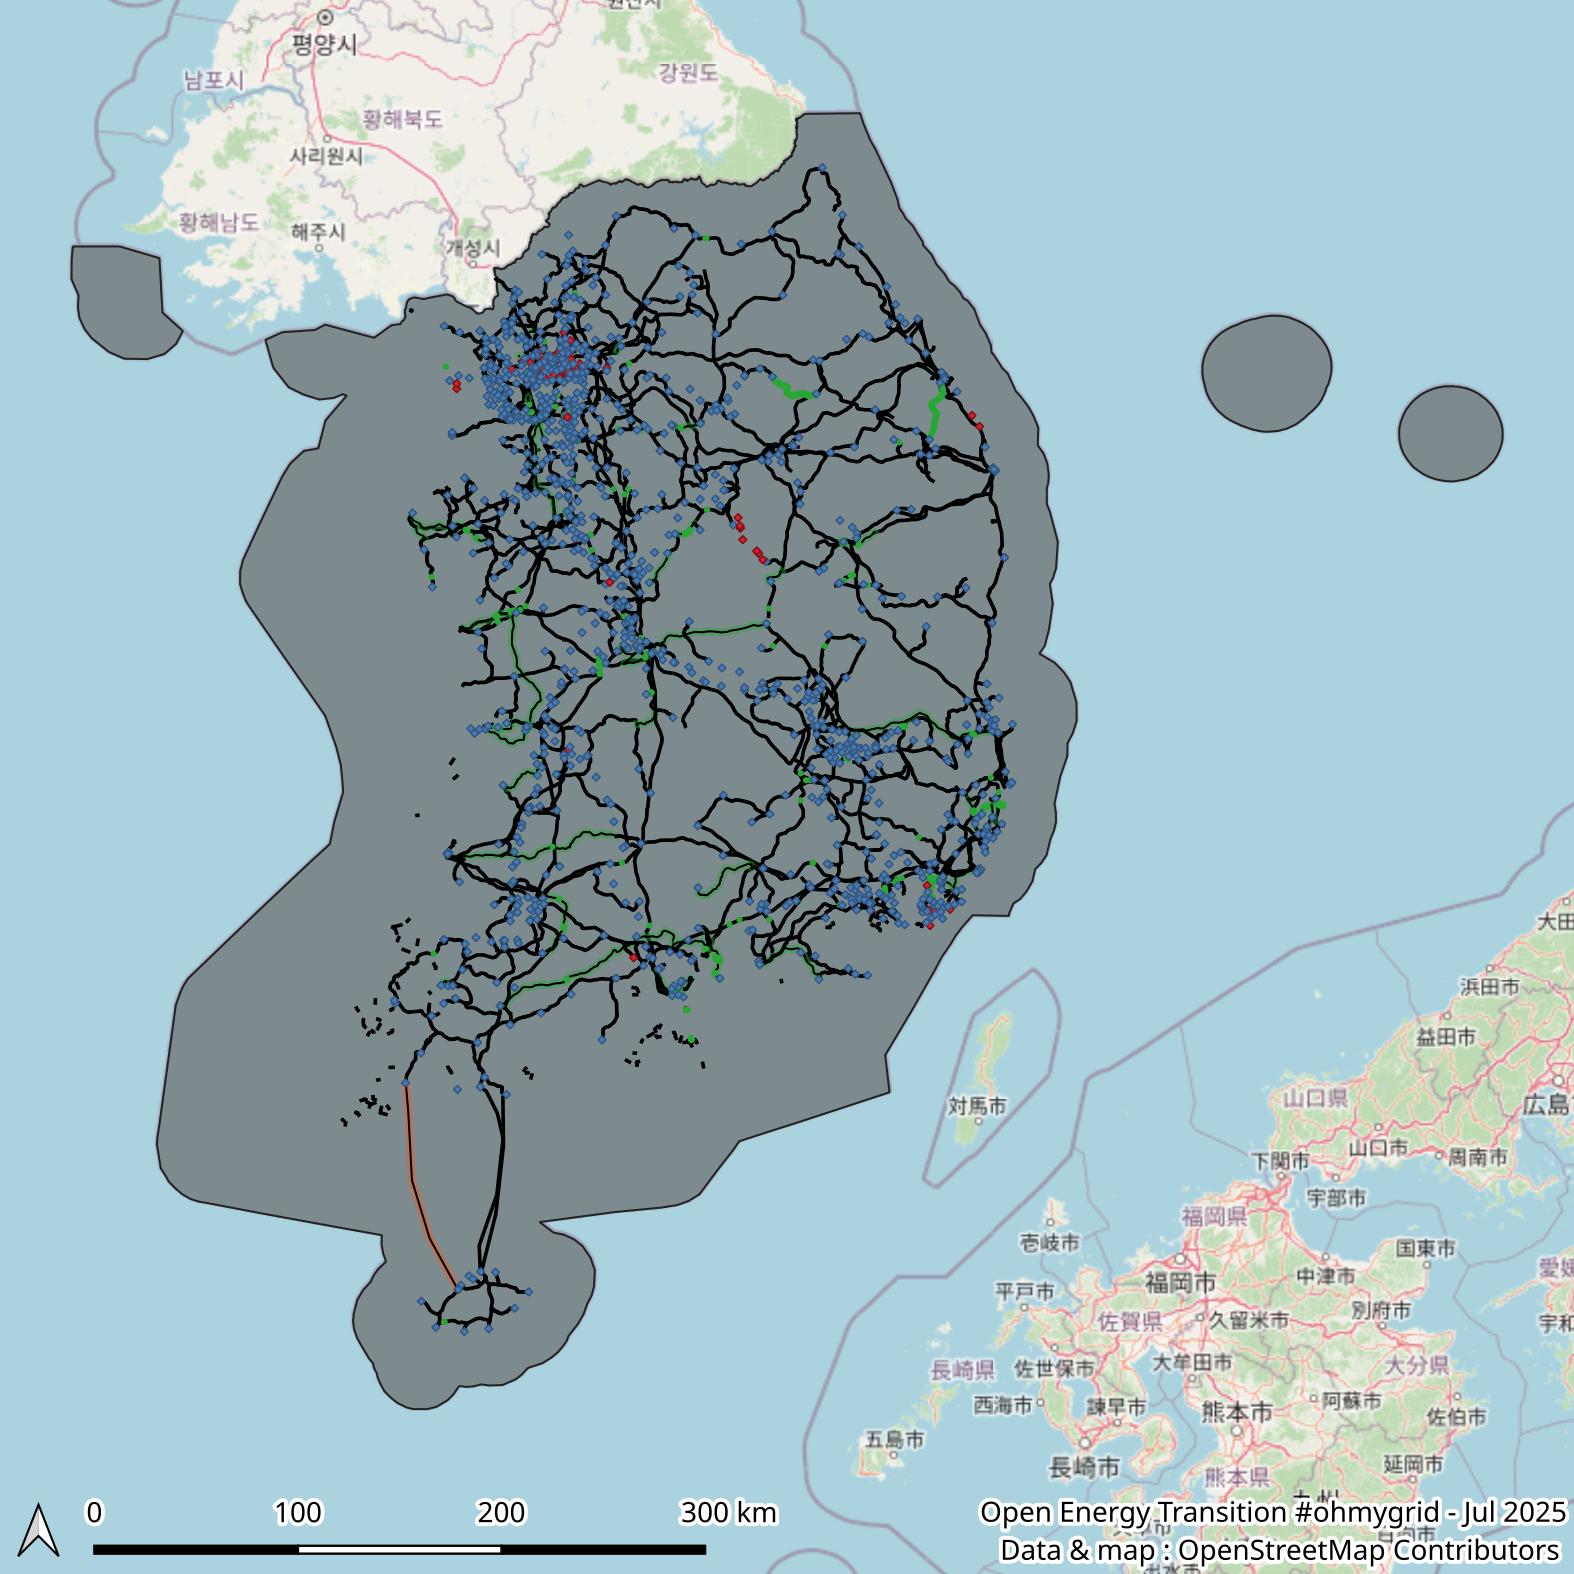 원산시
평양시
남포시
강원도
황해북도
사리원시
황해남도
해주시
개성시
大田
浜田市
益田市
対馬市
山口県
広島
山口市
周南市
下関市
宇部市
福岡県
壱岐市
国東市
福岡市
中津市
愛媛
平戸市
佐賀県
久留米市
別府市
宇和
長崎県
佐世保市
大牟田市
大分県
西海市
諫早市
熊本市
阿蘇市
佐伯市
五島市
長崎市
熊本県
延岡市
九州
0 100 200 300 km
Open Energy Transition #ohmygrid - Jul 2025
Data & map : OpenStreetMap Contributors